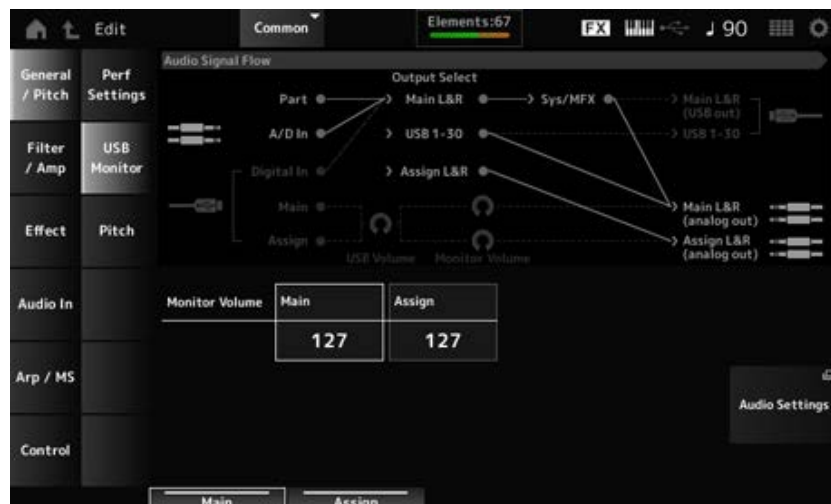 Edit
Common
Elements:67
FX
90
General
/ Pitch
Perf
Settings
Filter
/ Amp
USB
Monitor
Effect
Pitch
Audio In
Arp / MS
Control
Audio Signal Flow
Output Select
Part
Main L&R
Sys/MFX
Main L&R
(USB out)
A/D In
USB 1-30
USB 1-30
Digital In
Assign L&R
Main
Main L&R
(analog out)
Assign
Assign L&R
(analog out)
USB Volume
Monitor Volume
Monitor Volume
Main
Assign
127
127
Audio Settings
Main
Assign